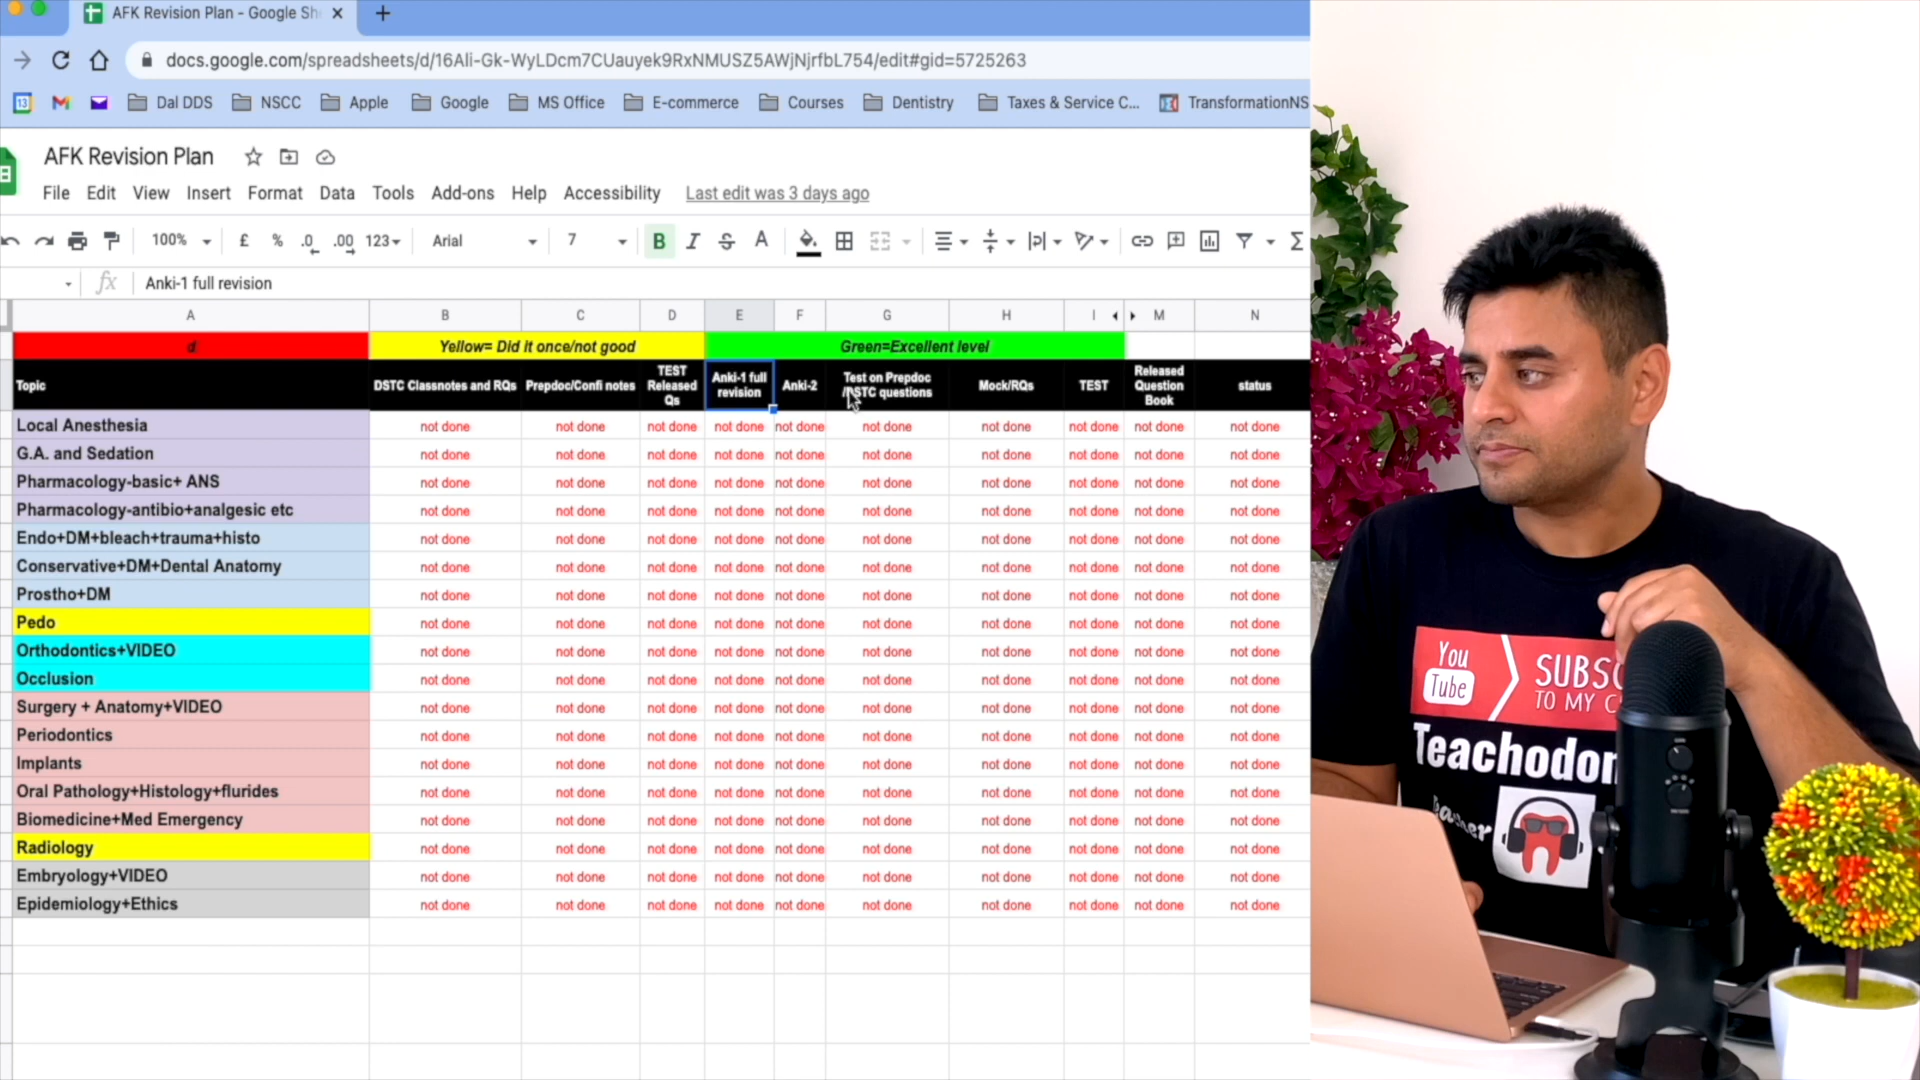 AFK Revision Plan - Google Sh
docs.google.com/spreadsheets/d/16Ali-Gk-WyLDcm7CUauyek9RxNMUSZ5AWjNjrfbL754/edit#gid=5725263
13 Dal DDS NSCC Apple Google MS Office E-commerce Courses Dentistry Taxes & Service C... TransformationNS
AFK Revision Plan
File Edit View Insert Format Data Tools Add-ons Help Accessibility Last edit was 3 days ago
100% £ % .0 .00 123 Arial 7 B I S A Σ
fx Anki-1 full revision
A B C D E F G H I M N
d Yellow= Did it once/not good Green=Excellent level
Topic DSTC Classnotes and RQs Prepdoc/Confi notes TEST Released Qs Anki-1 full revision Anki-2 Test on Prepdoc /DSTC questions Mock/RQs TEST Released Question Book status
Local Anesthesia not done not done not done not done not done not done not done not done not done not done
G.A. and Sedation not done not done not done not done not done not done not done not done not done not done
Pharmacology-basic+ ANS not done not done not done not done not done not done not done not done not done not done
Pharmacology-antibio+analgesic etc not done not done not done not done not done not done not done not done not done not done
Endo+DM+bleach+trauma+histo not done not done not done not done not done not done not done not done not done not done
Conservative+DM+Dental Anatomy not done not done not done not done not done not done not done not done not done not done
Prostho+DM not done not done not done not done not done not done not done not done not done not done
Pedo not done not done not done not done not done not done not done not done not done not done
Orthodontics+VIDEO not done not done not done not done not done not done not done not done not done not done
Occlusion not done not done not done not done not done not done not done not done not done not done
Surgery + Anatomy+VIDEO not done not done not done not done not done not done not done not done not done not done
Periodontics not done not done not done not done not done not done not done not done not done not done
Implants not done not done not done not done not done not done not done not done not done not done
Oral Pathology+Histology+flurides not done not done not done not done not done not done not done not done not done not done
Biomedicine+Med Emergency not done not done not done not done not done not done not done not done not done not done
Radiology not done not done not done not done not done not done not done not done not done not done
Embryology+VIDEO not done not done not done not done not done not done not done not done not done not done
Epidemiology+Ethics not done not done not done not done not done not done not done not done not done not done
You
Tube
SUBSC
TO MY C
Teachodon